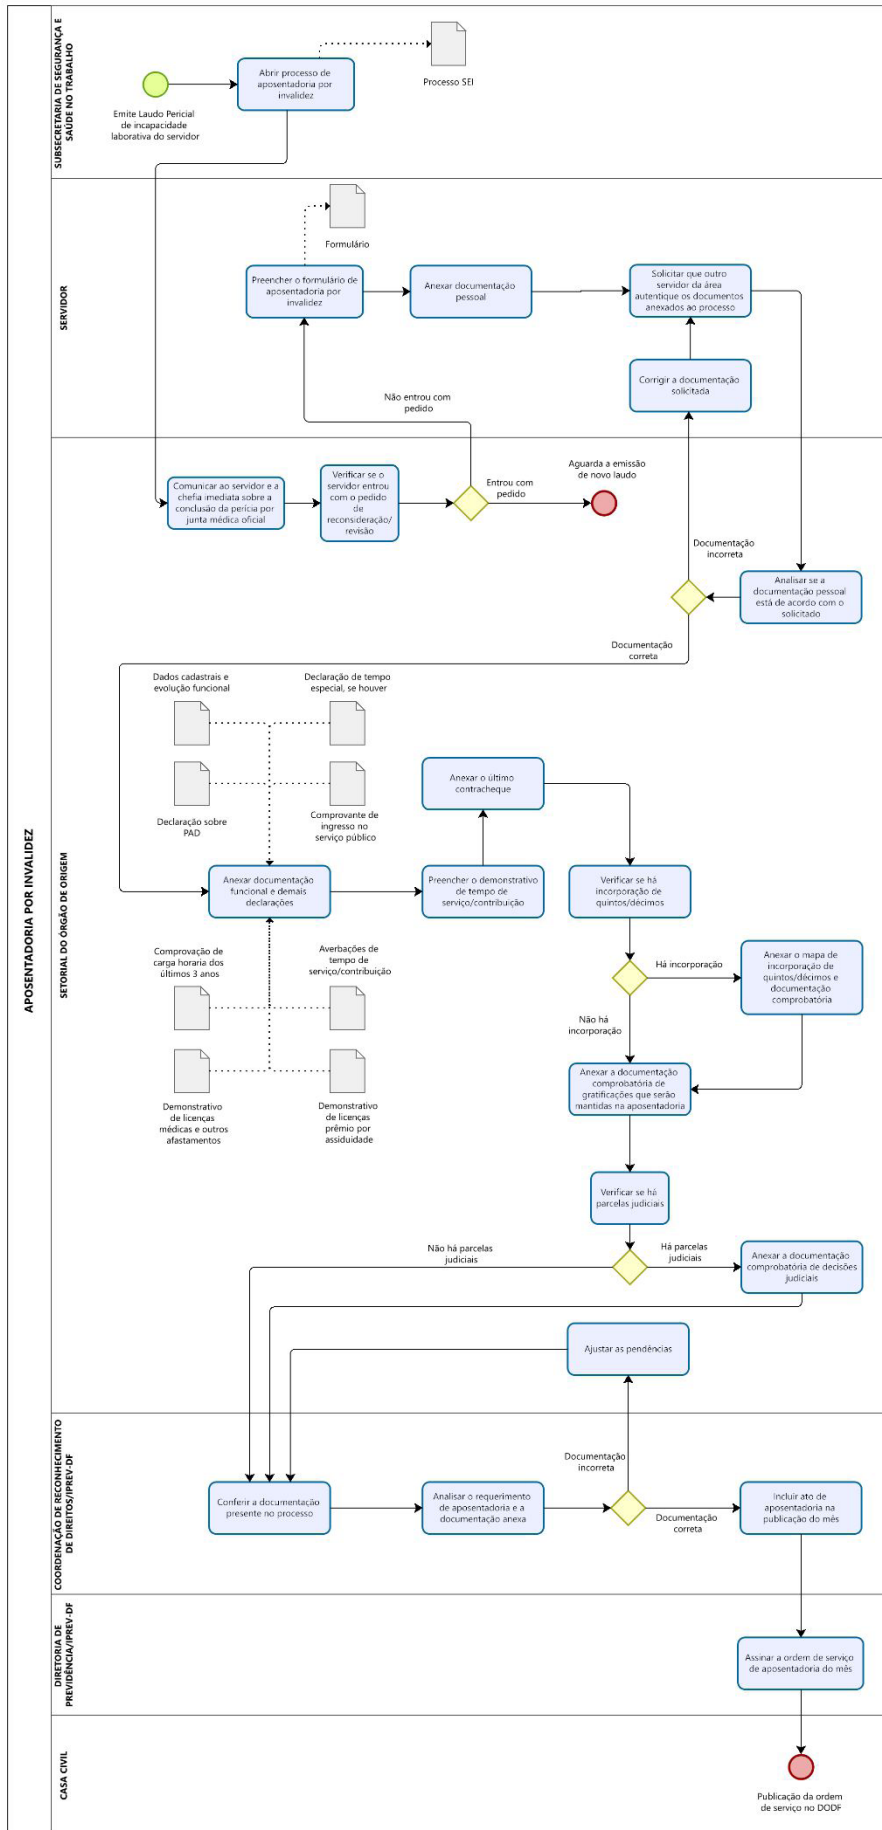 APOSENTADORIA POR INVALIDEZ
SUBSECRETARIA DE SEGURANÇA E
SAÚDE NO TRABALHO
Emite Laudo Pericial
de incapacidade
laborativa do servidor
Abrir processo de
aposentadoria por
invalidez
Processo SEI
SERVIDOR
Formulário
Preencher o formulário de
aposentadoria por
invalidez
Anexar documentação
pessoal
Solicitar que outro
servidor da área
autentique os documentos
anexados ao processo
Corrigir a documentação
solicitada
Não entrou com
pedido
SETORIAL DO ÓRGÃO DE ORIGEM
Comunicar ao servidor e a
chefia imediata sobre a
conclusão da perícia por
junta médica oficial
Verificar se o
servidor entrou
com o pedido de
reconsideração/
revisão
Entrou com
pedido
Aguarda a emissão
de novo laudo
Documentação
incorreta
Analisar se a
documentação pessoal
está de acordo com o
solicitado
Documentação
correta
Dados cadastrais e
evolução funcional
Declaração de tempo
especial, se houver
Declaração sobre
PAD
Comprovante de
ingresso no
serviço público
Anexar o último
contracheque
Anexar documentação
funcional e demais
declarações
Preencher o demonstrativo
de tempo de
serviço/contribuição
Verificar se há
incorporação de
quintos/décimos
Comprovação de
carga horaria dos
últimos 3 anos
Averbações de
tempo de
serviço/contribuição
Há incorporação
Anexar o mapa de
incorporação de
quintos/décimos e
documentação
comprobatória
Não há
incorporação
Demonstrativo
de licenças
médicas e outros
afastamentos
Demonstrativo
de licenças
prêmio por
assiduidade
Anexar a documentação
comprobatória de
gratificações que serão
mantidas na aposentadoria
Verificar se há
parcelas judiciais
Não há parcelas
judiciais
Há parcelas
judiciais
Anexar a documentação
comprobatória de decisões
judiciais
Ajustar as pendências
COORDENAÇÃO DE RECONHECIMENTO
DE DIREITOS/IPREV-DF
Documentação
incorreta
Conferir a documentação
presente no processo
Analisar o requerimento
de aposentadoria e a
documentação anexa
Documentação
correta
Incluir ato de
aposentadoria na
publicação do mês
DIRETORIA DE
PREVIDÊNCIA/IPREV-DF
Assinar a ordem de serviço
de aposentadoria do mês
CASA CIVIL
Publicação da ordem
de serviço no DODF